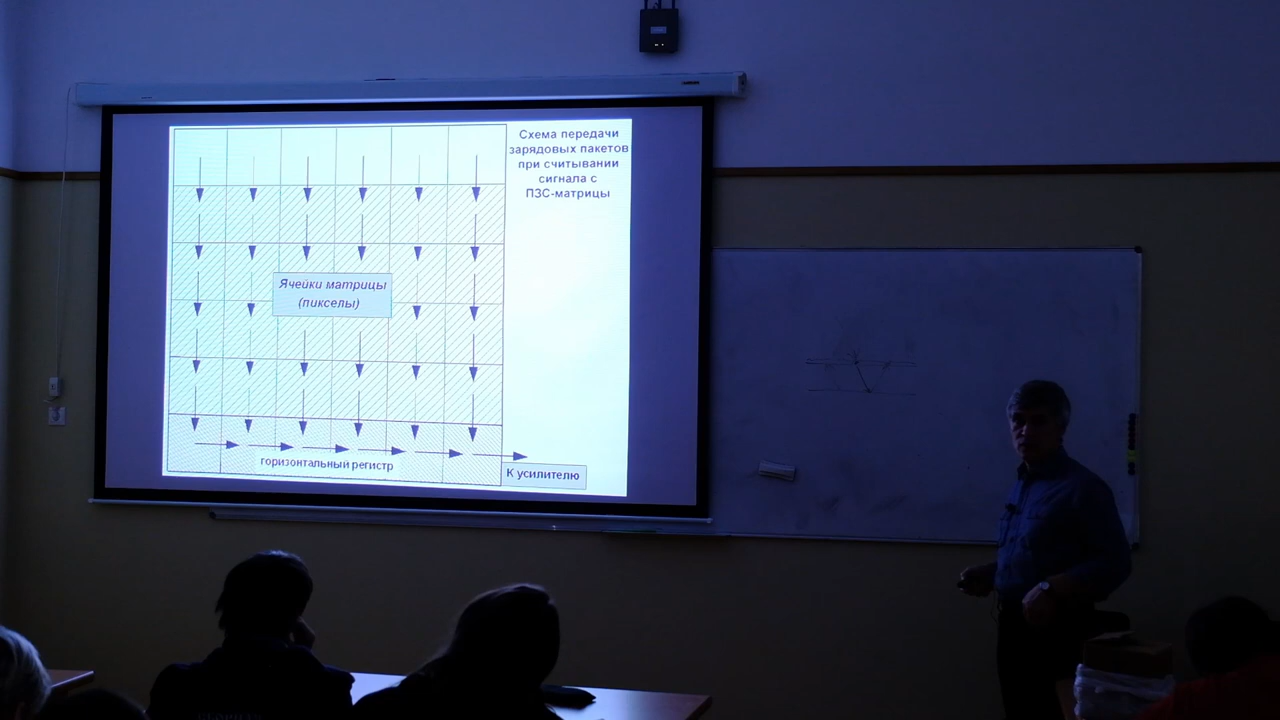 Схема передачи
зарядовых пакетов
при считывании
сигнала с
ПЗС-матрицы
Ячейки матрицы
(пикселы)
горизонтальный регистр
К усилителю